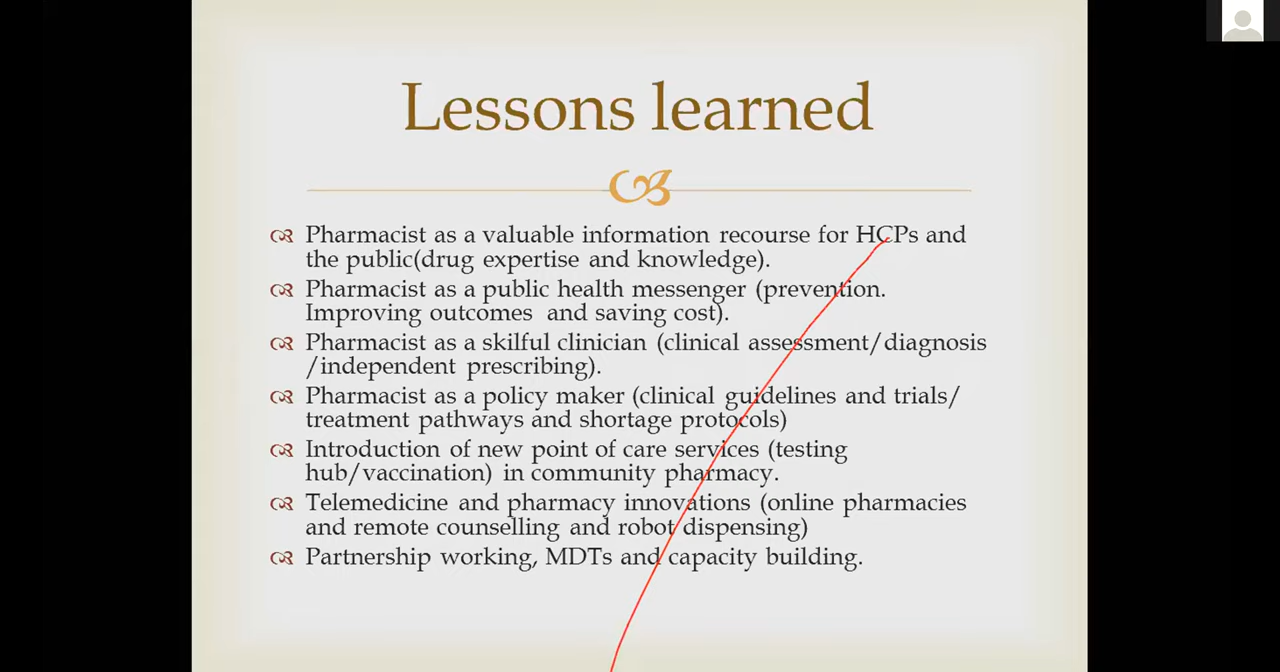 Lessons learned
Pharmacist as a valuable information recourse for HCPs and
the public(drug expertise and knowledge).
Pharmacist as a public health messenger (prevention.
Improving outcomes  and saving cost).
Pharmacist as a skilful clinician (clinical assessment/diagnosis
/independent prescribing).
Pharmacist as a policy maker (clinical guidelines and trials/
treatment pathways and shortage protocols)
Introduction of new point of care services (testing
hub/vaccination) in community pharmacy.
Telemedicine and pharmacy innovations (online pharmacies
and remote counselling and robot dispensing)
Partnership working, MDTs and capacity building.